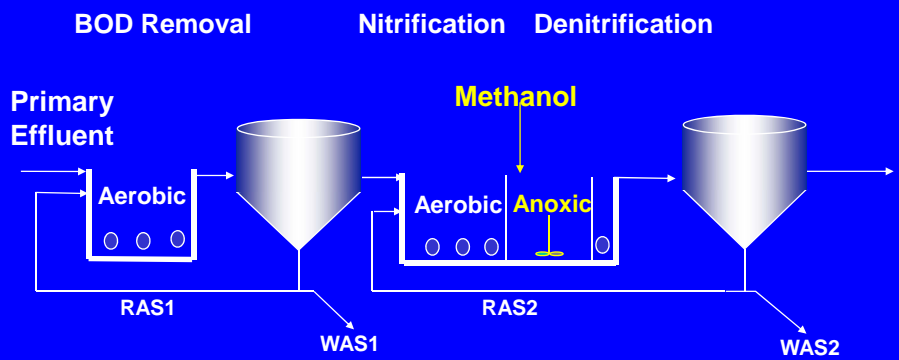 BOD Removal
Nitrification
Denitrification
Primary
Effluent
Methanol
Aerobic
Aerobic
Anoxic
RAS1
RAS2
WAS1
WAS2